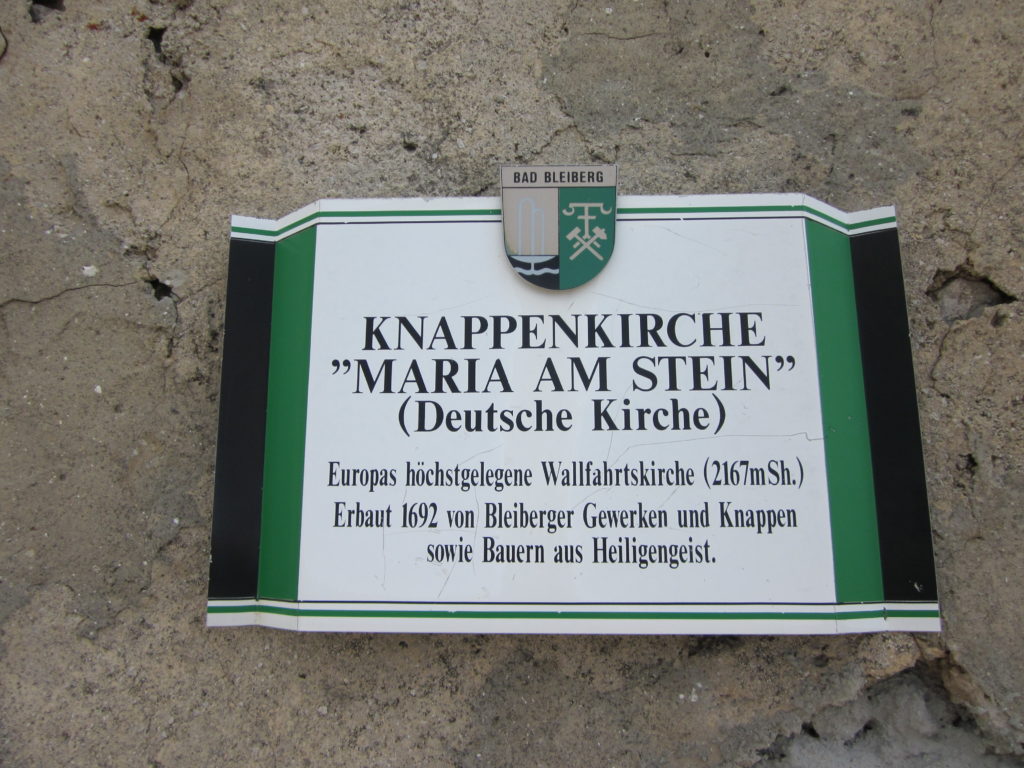 BAD BLEIBERG
KNAPPENKIRCHE
”MARIA AM STEIN”
(Deutsche Kirche)
Europas höchstgelegene Wallfahrtskirche (2167mSh.)
Erbaut 1692 von Bleiberger Gewerken und Knappen
sowie Bauern aus Heiligengeist.